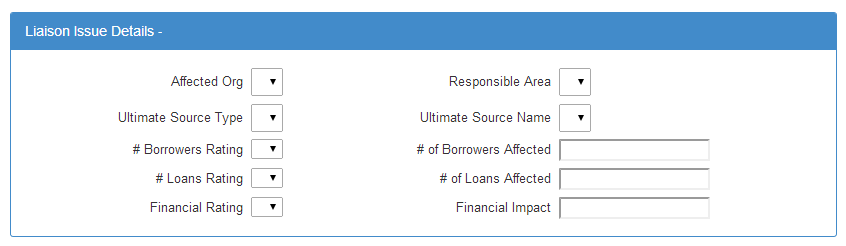 Liaison Issue Details -
Affected Org Responsible Area
Ultimate Source Type Ultimate Source Name
# Borrowers Rating # of Borrowers Affected
# Loans Rating # of Loans Affected
Financial Rating Financial Impact